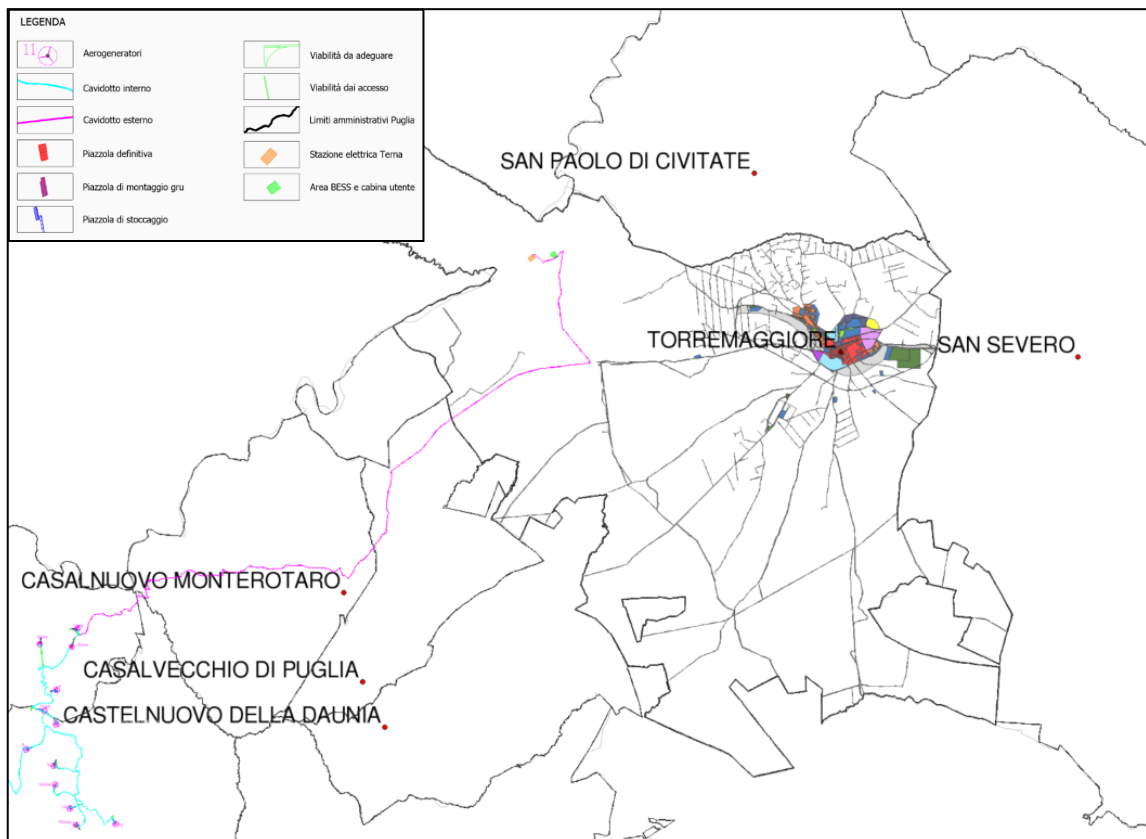 LEGENDA
11
Aerogeneratori
Viabilità da adeguare
Cavidotto interno
Viabilità dai accesso
Cavidotto esterno
Limiti amministrativi Puglia
Piazzola definitiva
Stazione elettrica Terna
Piazzola di montaggio gru
Area BESS e cabina utente
Piazzola di stoccaggio
SAN PAOLO DI CIVITATE
TORREMAGGIORE
SAN SEVERO
CASALNUOVO MONTEROTARO
CASALVECCHIO DI PUGLIA
CASTELNUOVO DELLA DAUNIA